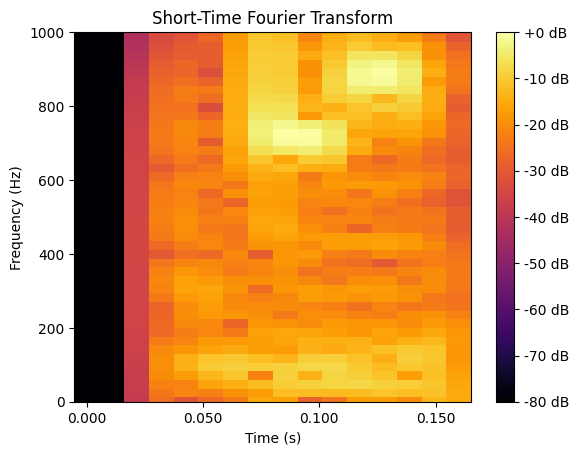 Short-Time Fourier Transform
1000
800
600
400
200
0
Frequency (Hz)
0.000
0.050
0.100
0.150
Time (s)
+0 dB
-10 dB
-20 dB
-30 dB
-40 dB
-50 dB
-60 dB
-70 dB
-80 dB